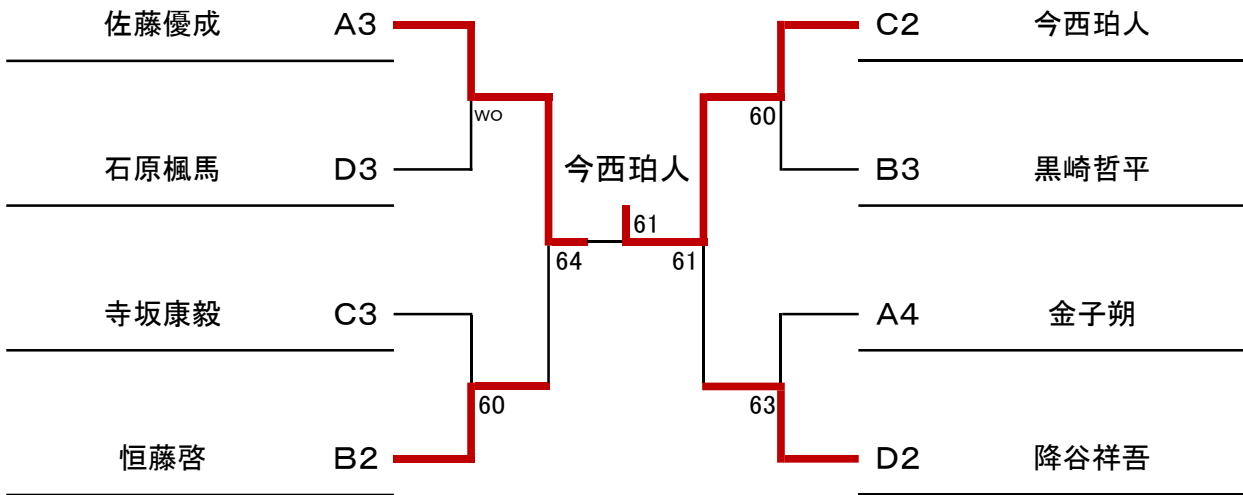 佐藤優成 A3
C2 今西珀人
WO
60
石原楓馬 D3
今西珀人
B3 黒崎哲平
61
64
61
寺坂康毅 C3
A4 金子朔
60
63
恒藤啓 B2
D2 降谷祥吾